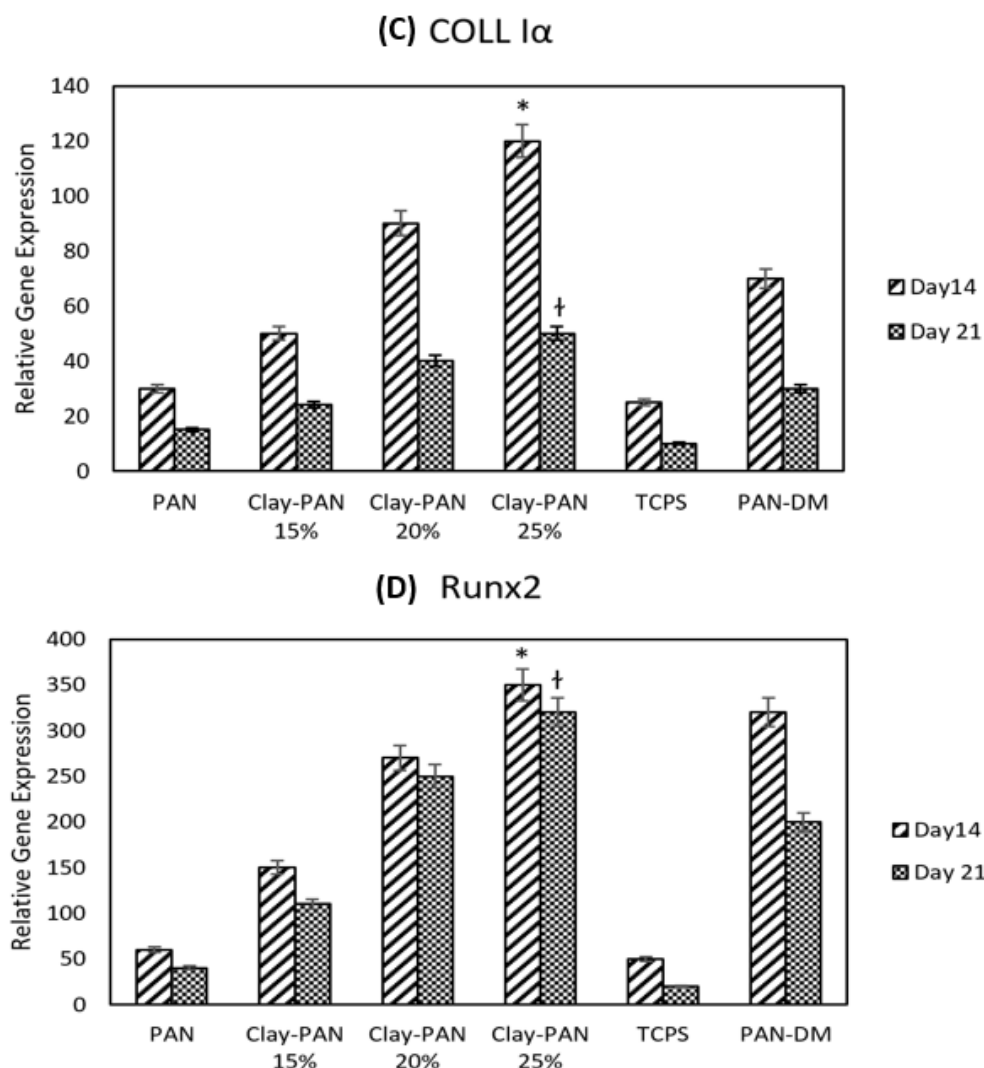 (C) COLL Iα
140
120
100
80
60
40
20
0
Relative Gene Expression
*
ⱡ
Day14
Day 21
PAN
Clay-PAN
15%
Clay-PAN
20%
Clay-PAN
25%
TCPS
PAN-DM
(D) Runx2
400
350
300
250
200
150
100
50
0
Relative Gene Expression
*
ⱡ
Day14
Day 21
PAN
Clay-PAN
15%
Clay-PAN
20%
Clay-PAN
25%
TCPS
PAN-DM